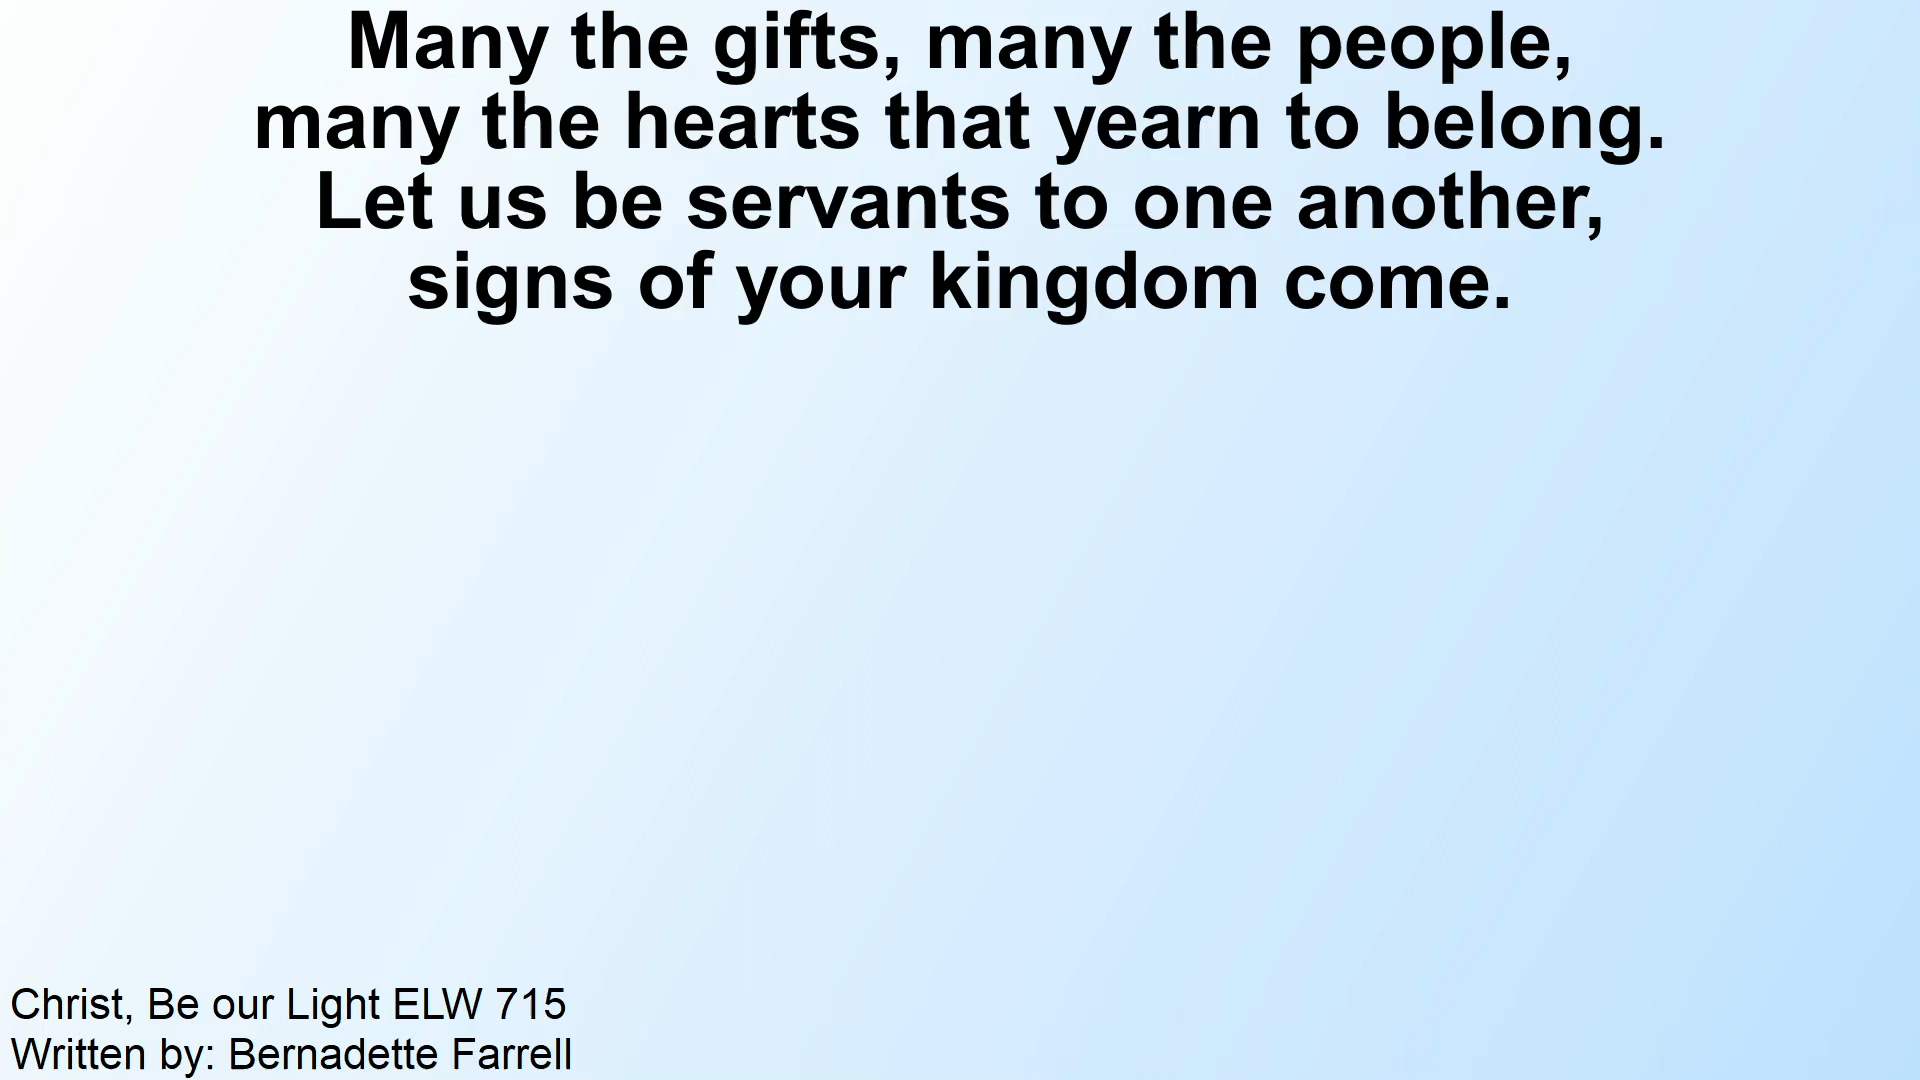 Many the gifts, many the people,
many the hearts that yearn to belong.
Let us be servants to one another,
signs of your kingdom come.
Christ, Be our Light ELW 715
Written by: Bernadette Farrell